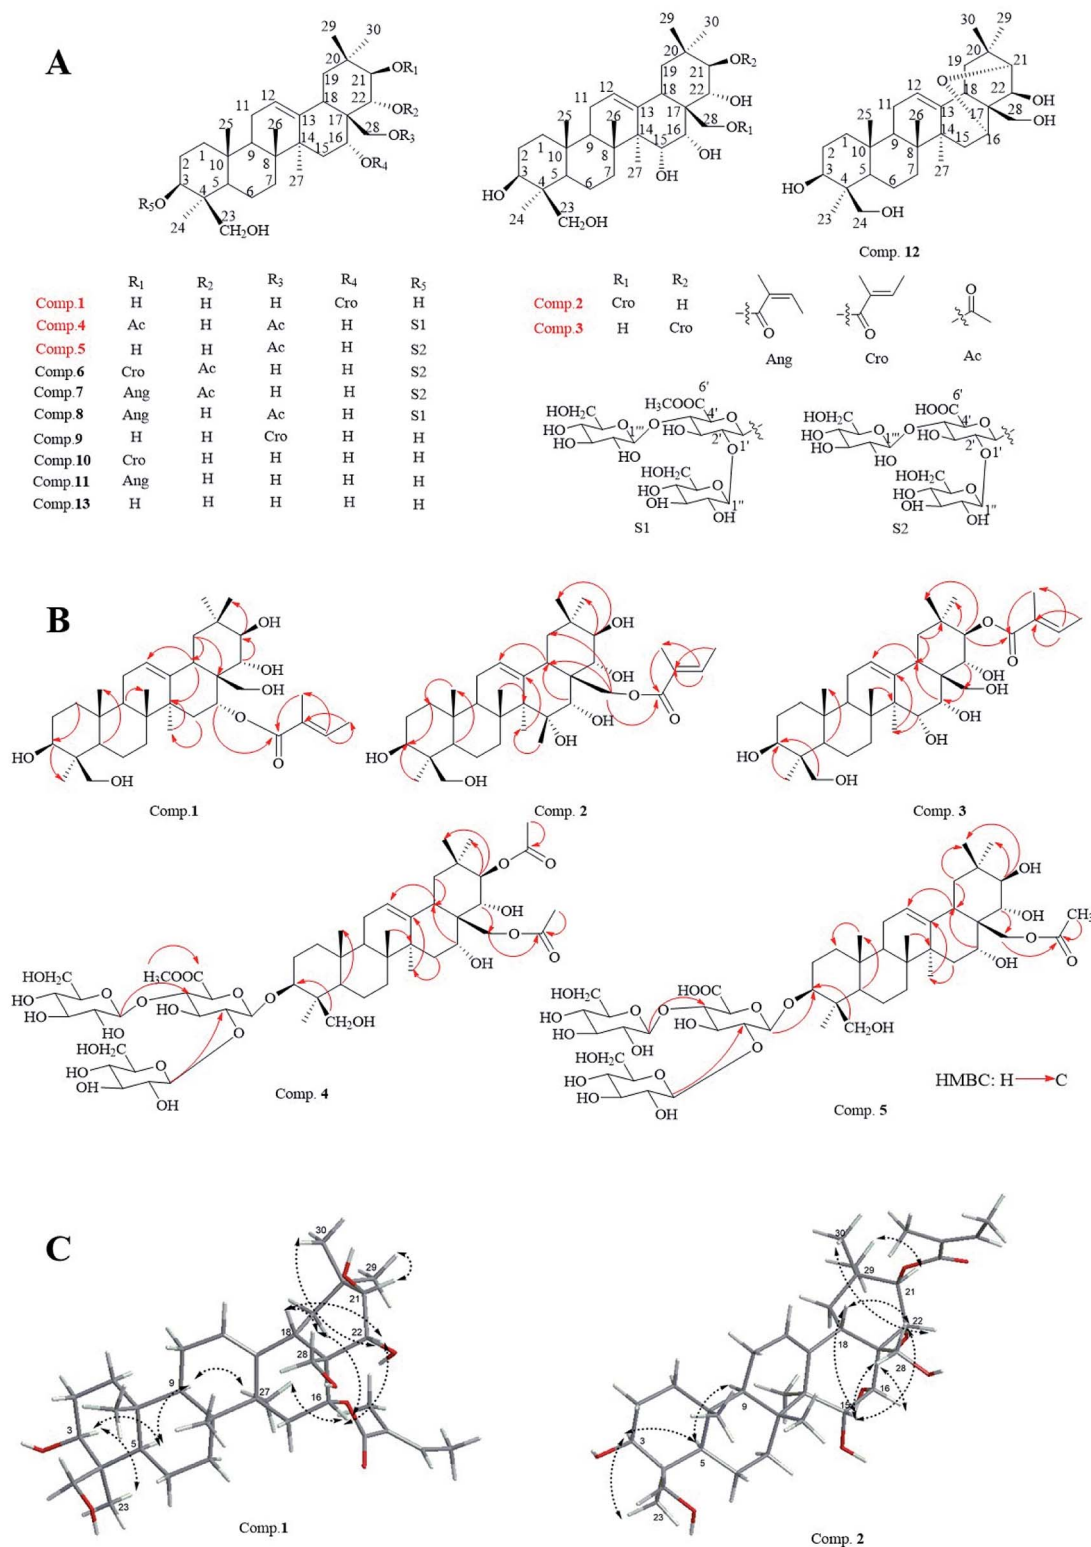 A
29 30
20
19
21 OR1
12
18
22
11
13
17
OR2
25
26
28
OR3
14
16
1
9
15
OR4
2
10
8
27
3
5
7
4
6
R5O
23
24
CH2OH
29 30
20
OR2
19
21
12
18
22
OH
11
13
17
28
25
26
16
OR1
14
1
9
15
OH
2
10
8
27
OH
3
5
7
HO
4
6
24
23
CH2OH
30 29
20
19
21
O
12
18
22
OH
11
13
17
28
25
26
OH
14
15
16
1
9
2
10
8
27
3
5
7
HO
4
6
23
OH
24
Comp. 12
R1 R2 R3 R4 R5
Comp.1 H H H Cro H
Comp.4 Ac H Ac H S1
Comp.5 H H Ac H S2
Comp.6 Cro Ac H H S2
Comp.7 Ang Ac H H S2
Comp.8 Ang H Ac H S1
Comp.9 H H Cro H H
Comp.10 Cro H H H H
Comp.11 Ang H H H H
Comp.13 H H H H H
R1 R2
Comp.2 Cro H
Comp.3 H Cro
O O O
Ang Cro Ac
6'
H3COOC
4'
HOH2C
O
O
HO
1'''
O
HO
2'
1'
HO
OH
O
HOH2C
O
HO
HO
1''
OH
S1
6'
HOOC
4'
HOH2C
O
O
HO
1'''
O
HO
2'
O1'
HO
OH
HOH2C
O
HO
HO
1''
OH
S2
B
OH
OH
OH
O
HO
O
OH
Comp.1
OH
OH
O
OH
O
HO
OH
OH
Comp. 2
O
OH
O
OH
OH
HO
OH
OH
Comp. 3
O
O
OH
O
OH
O
HOH2C
H3COOC
O
HO
O
O
O
HO
HO
OH
O
CH2OH
HOH2C
O
HO
HO
OH
Comp. 4
OH
OH
O
CH3
OH
O
HOH2C
HOOC
O
HO
O
O
O
HO
HO
OH
O
CH2OH
HOH2C
O
HO
HO
OH
Comp. 5
HMBC: H C
C
30
29
21
18
22
28
9
27
16
3
5
23
Comp.1
30
29
21
22
18
28
16
15
9
3
5
23
Comp. 2